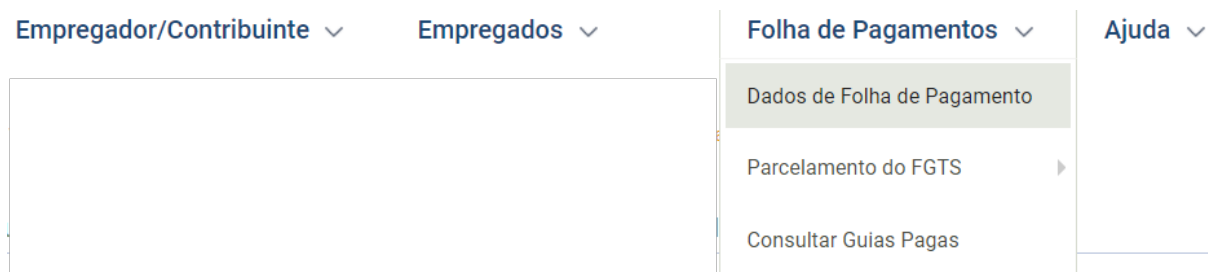 Empregador/Contribuinte
Empregados
Folha de Pagamentos
Ajuda
Dados de Folha de Pagamento
Parcelamento do FGTS
Consultar Guias Pagas